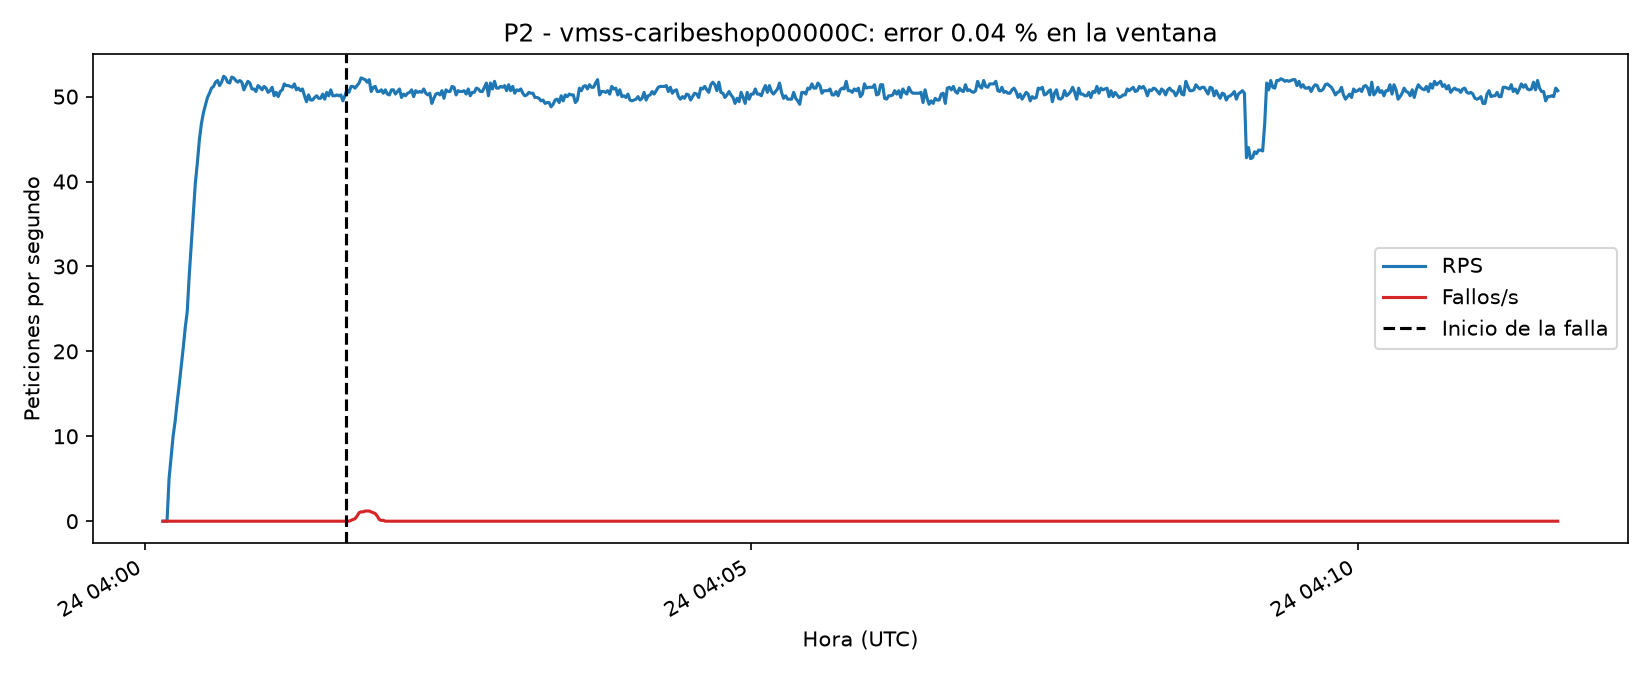 P2 - vmss-caribeshop00000C: error 0.04 % en la ventana
Peticiones por segundo
50
40
30
20
10
0
RPS
Fallos/s
Inicio de la falla
24 04:00
24 04:05
24 04:10
Hora (UTC)